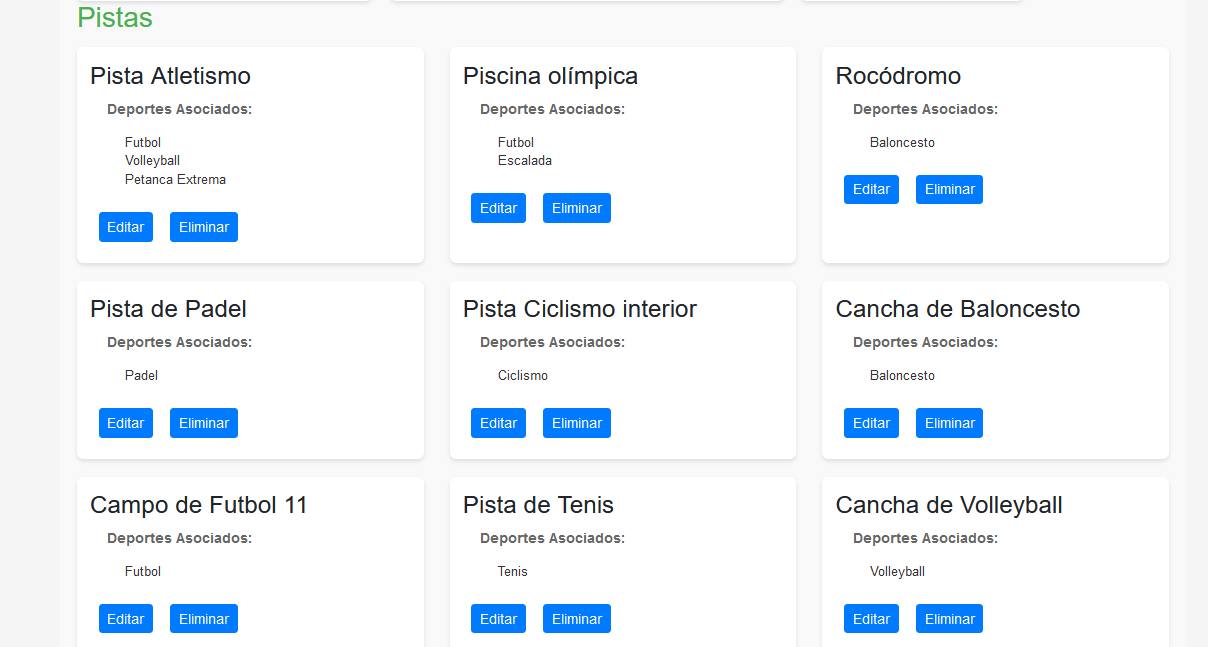 Pistas
Pista Atletismo
Deportes Asociados:
Futbol
Volleyball
Petanca Extrema
Editar Eliminar
Piscina olímpica
Deportes Asociados:
Futbol
Escalada
Editar Eliminar
Rocódromo
Deportes Asociados:
Baloncesto
Editar Eliminar
Pista de Padel
Deportes Asociados:
Padel
Editar Eliminar
Pista Ciclismo interior
Deportes Asociados:
Ciclismo
Editar Eliminar
Cancha de Baloncesto
Deportes Asociados:
Baloncesto
Editar Eliminar
Campo de Futbol 11
Deportes Asociados:
Futbol
Editar Eliminar
Pista de Tenis
Deportes Asociados:
Tenis
Editar Eliminar
Cancha de Volleyball
Deportes Asociados:
Volleyball
Editar Eliminar